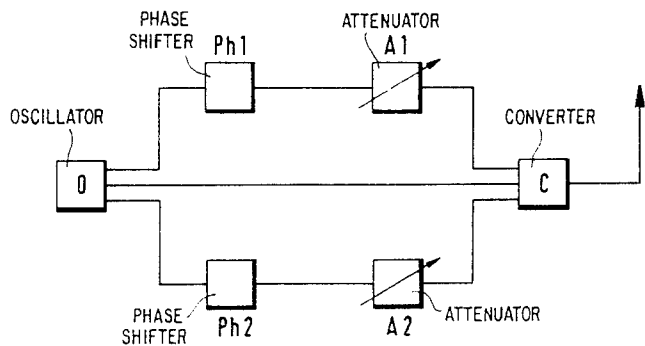 PHASE
SHIFTER
Ph1
ATTENUATOR
A1
OSCILLATOR
O
CONVERTER
C
PHASE
SHIFTER
Ph2
A2
ATTENUATOR